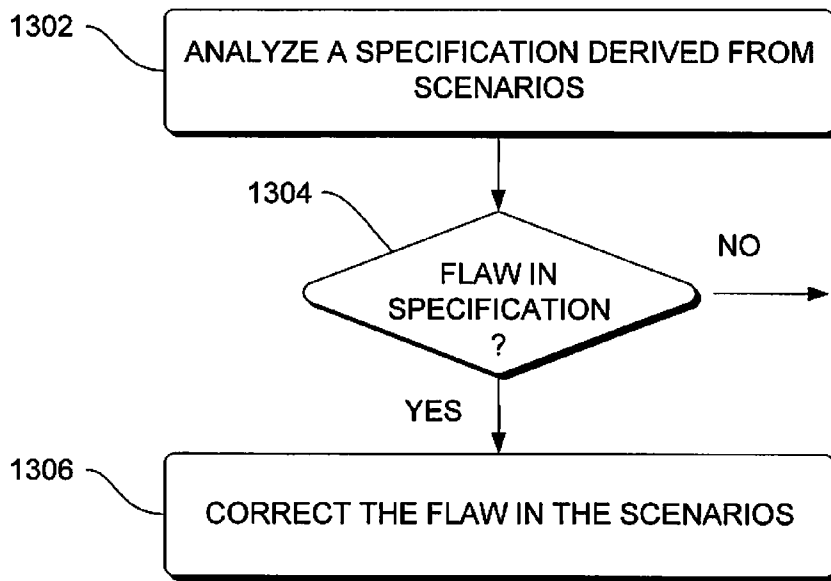 1302
ANALYZE A SPECIFICATION DERIVED FROM
SCENARIOS
1304
FLAW IN
SPECIFICATION
?
NO
YES
1306
CORRECT THE FLAW IN THE SCENARIOS